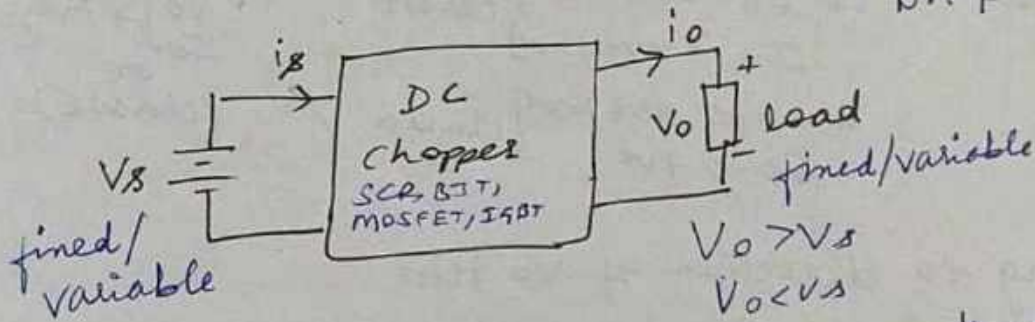 is
io
DC
Chopper
SCR, BJT,
MOSFET, IGBT
Vs
fixed/
variable
+
Vo
load
-
fixed/variable
Vo > Vs
Vo < Vs